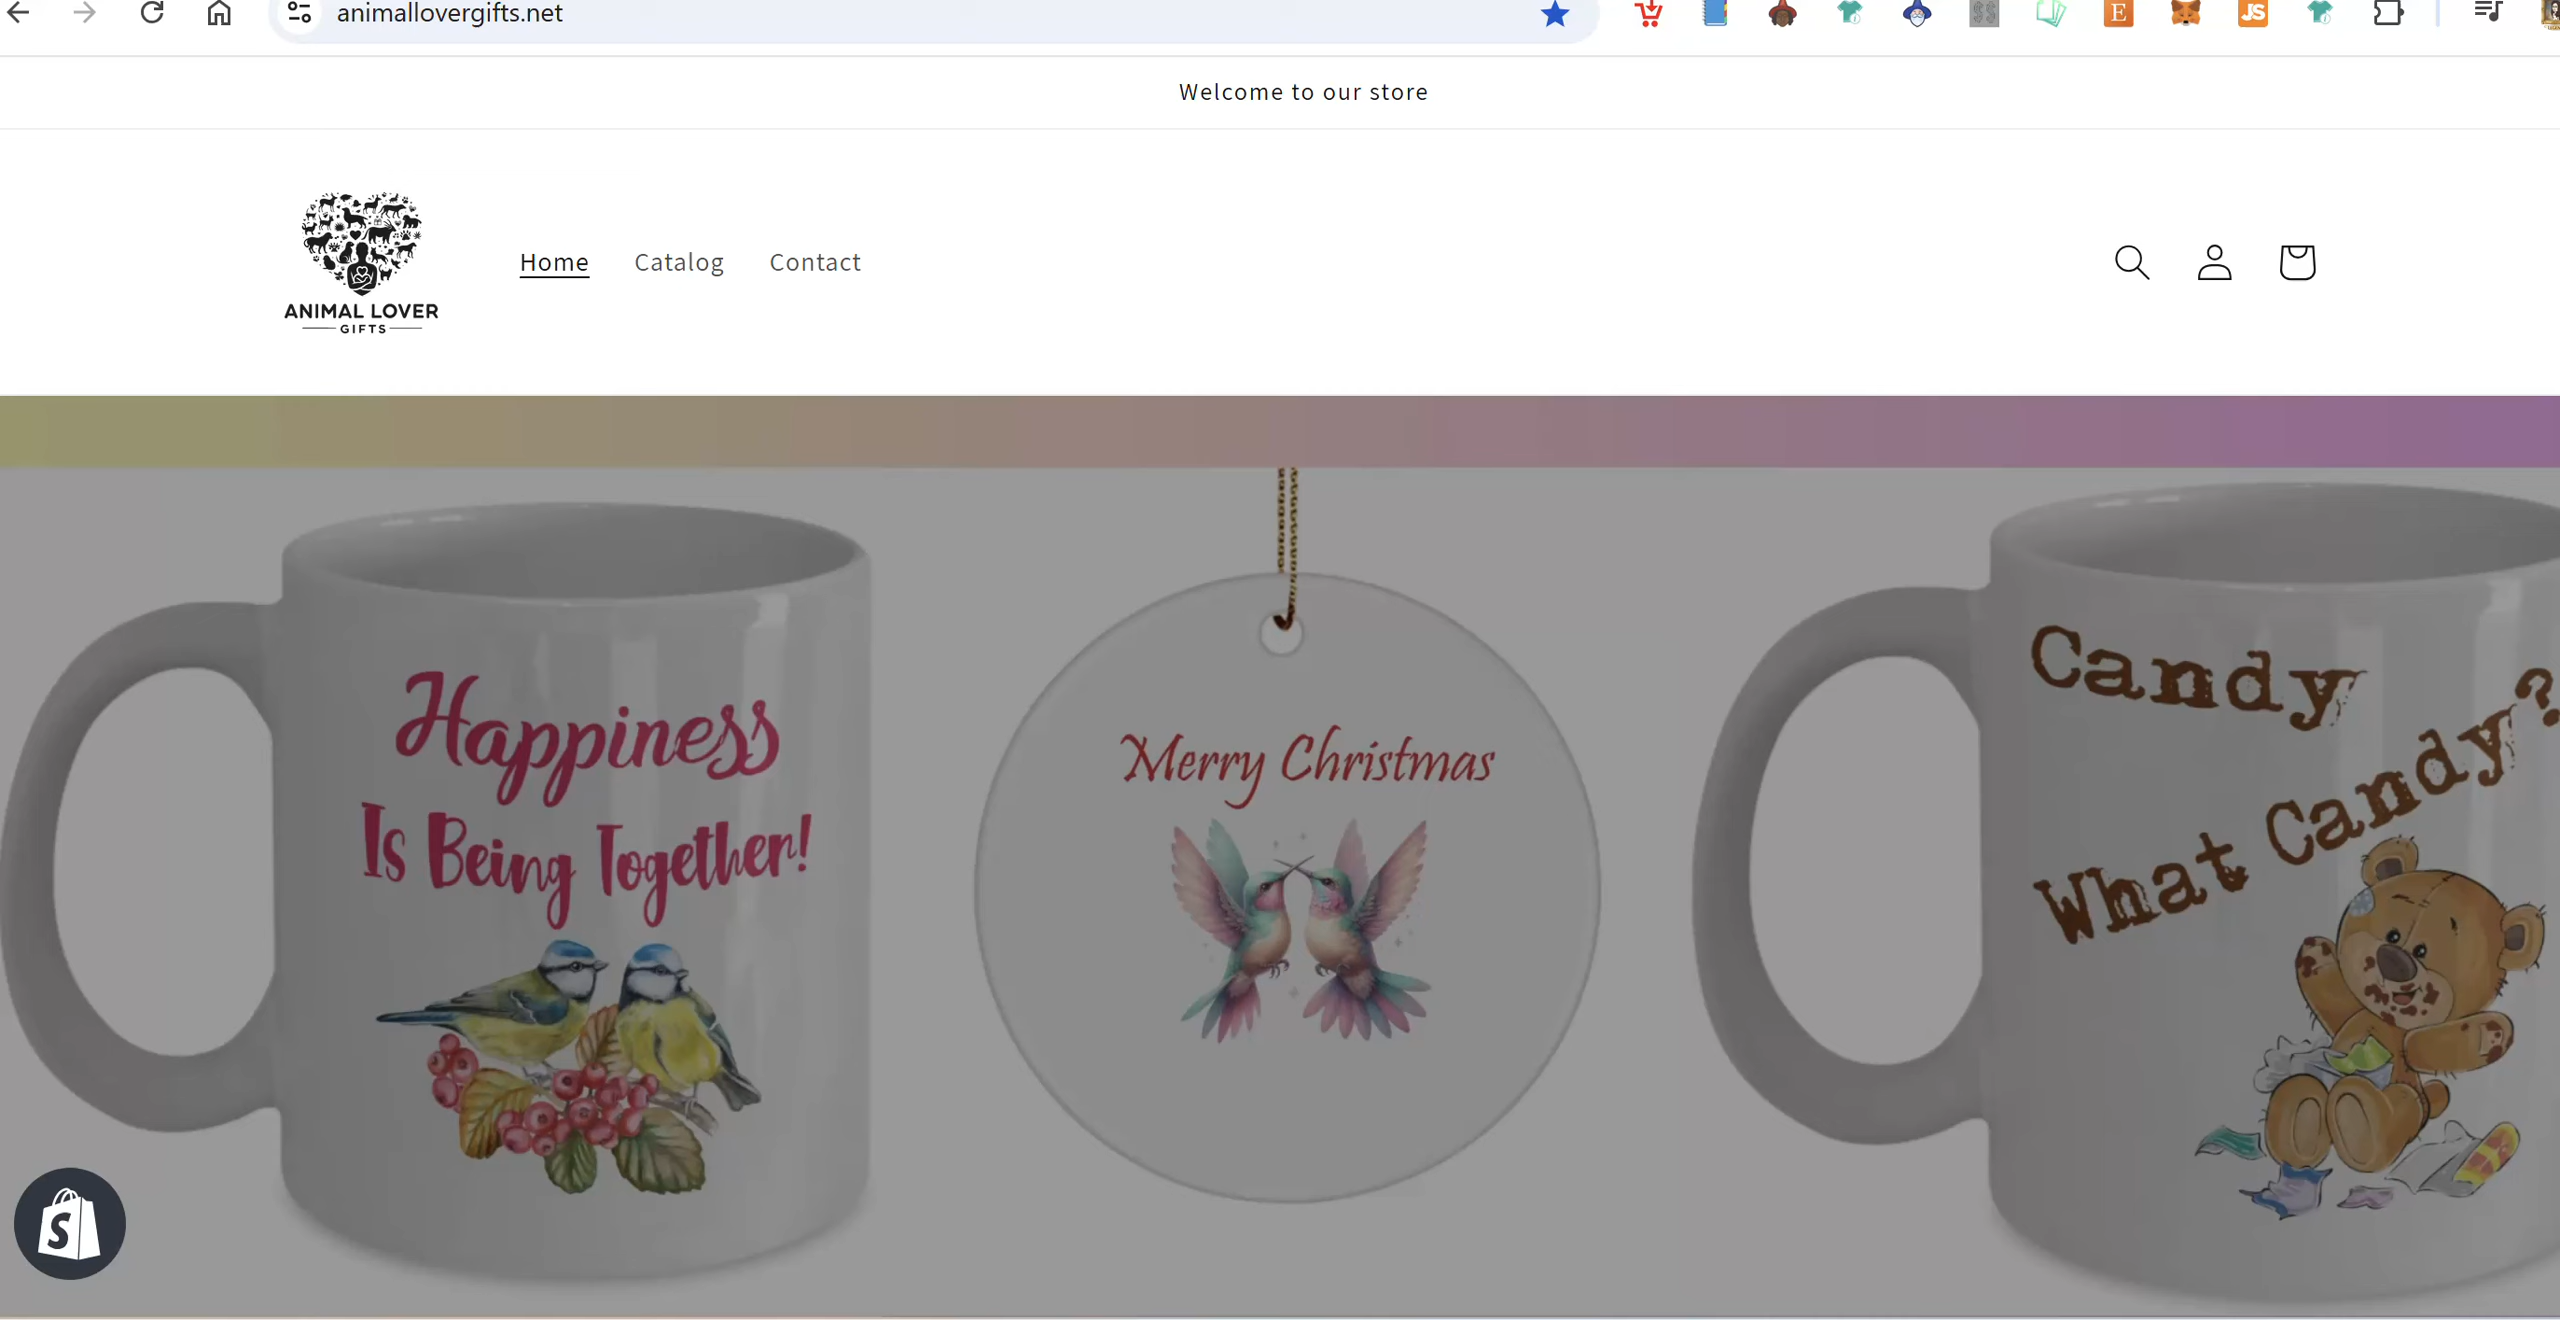 animallovergifts.net
Welcome to our store
ANIMAL LOVER
GIFTS
Home
Catalog
Contact
Happiness
Is Being Together!
Merry Christmas
Candy
What Candy?